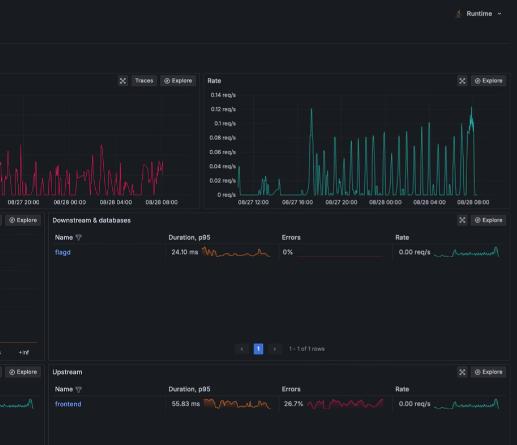 Runtime
Traces
Explore
Rate
Explore
0.14 req/s
0.12 req/s
0.1 req/s
0.08 req/s
0.06 req/s
0.04 req/s
0.02 req/s
0 req/s
08/27 20:00 08/28 00:00 08/28 04:00 08/28 08:00
08/27 12:00 08/27 16:00 08/27 20:00 08/28 00:00 08/28 04:00 08/28 08:00
Explore
Downstream & databases
Explore
Name Duration, p95 Errors Rate
flagd 24.10 ms 0% 0.00 req/s
+Inf
1
1 - 1 of 1 rows
Explore
Upstream
Explore
Name Duration, p95 Errors Rate
frontend 55.83 ms 26.7% 0.00 req/s